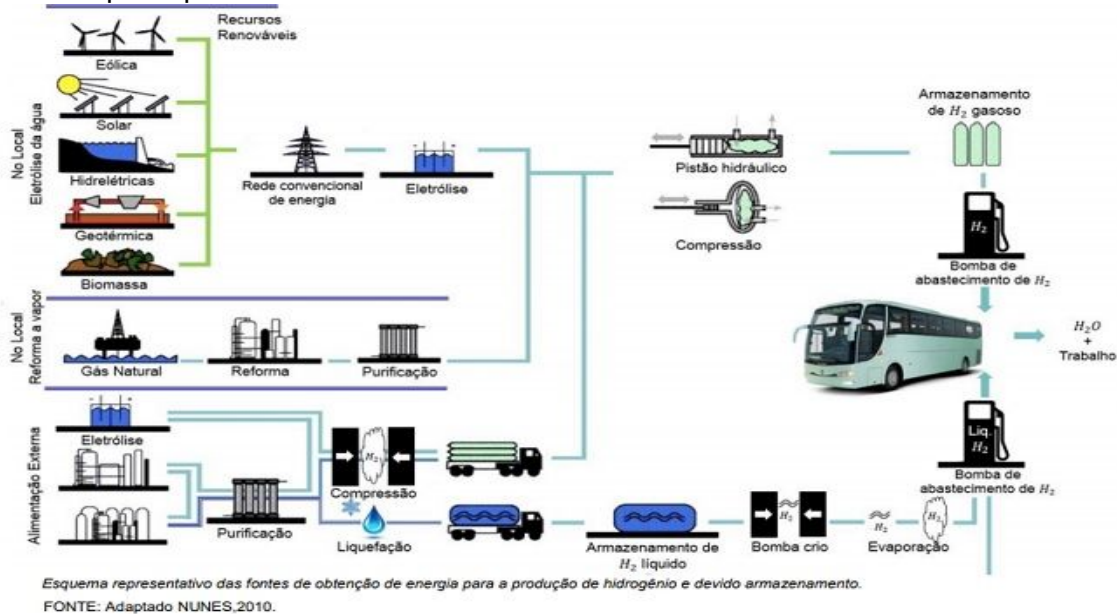 Recursos
Renováveis
Eólica
Solar
Hidrelétricas
Geotérmica
Biomassa
No Local
Eletrólise da água
Rede convencional
de energia
Eletrólise
Pistão hidráulico
Compressão
Armazenamento
de H₂ gasoso
H₂
Bomba de
abastecimento de H₂
H₂O
+
Trabalho
No Local
Reforma a vapor
Gás Natural
Reforma
Purificação
Alimentação Externa
Eletrólise
Purificação
H₂
Compressão
Liquefação
Armazenamento de
H₂ líquido
H₂
Bomba crio
H₂
Evaporação
H₂
Liq.
H₂
Bomba de
abastecimento de H₂
Esquema representativo das fontes de obtenção de energia para a produção de hidrogênio e devido armazenamento.
FONTE: Adaptado NUNES,2010.